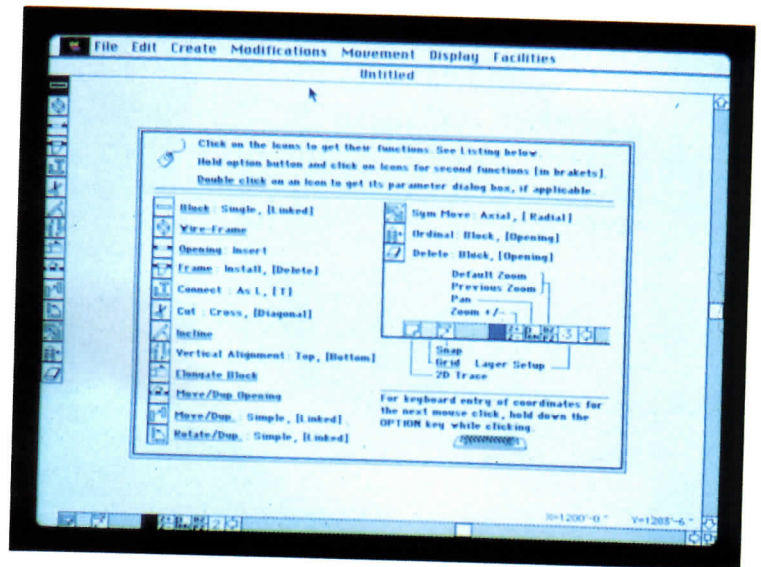 File Edit Create Modifications Movement Display Facilities
Untitled
Click on the Icons to get their functions. See Listing below.
Hold option button and click on Icons for second functions [in brakets].
Double click on an Icon to get its parameter dialog box, if applicable.
Block : Single, [Linked]
Wire-Frame
Opening : Insert
Frame : Install, [Delete]
Connect : As L, [T]
Cut : Cross, [Diagonal]
Incline
Vertical Alignment : Top, [Bottom]
Elongate Block
Move/Dup Opening
Move/Dup. : Simple, [Linked]
Rotate/Dup. : Simple, [Linked]
Sym Move : Axial, [ Radial]
Ordinal : Block, [Opening]
Delete : Block, [Opening]
Default Zoom
Previous Zoom
Pan
Zoom +/-
Snap
Grid
Layer Setup
2D Trace
For keyboard entry of coordinates for
the next mouse click, hold down the
OPTION key while clicking.
2
X=1200'-0 "
Y=1203'-6 "